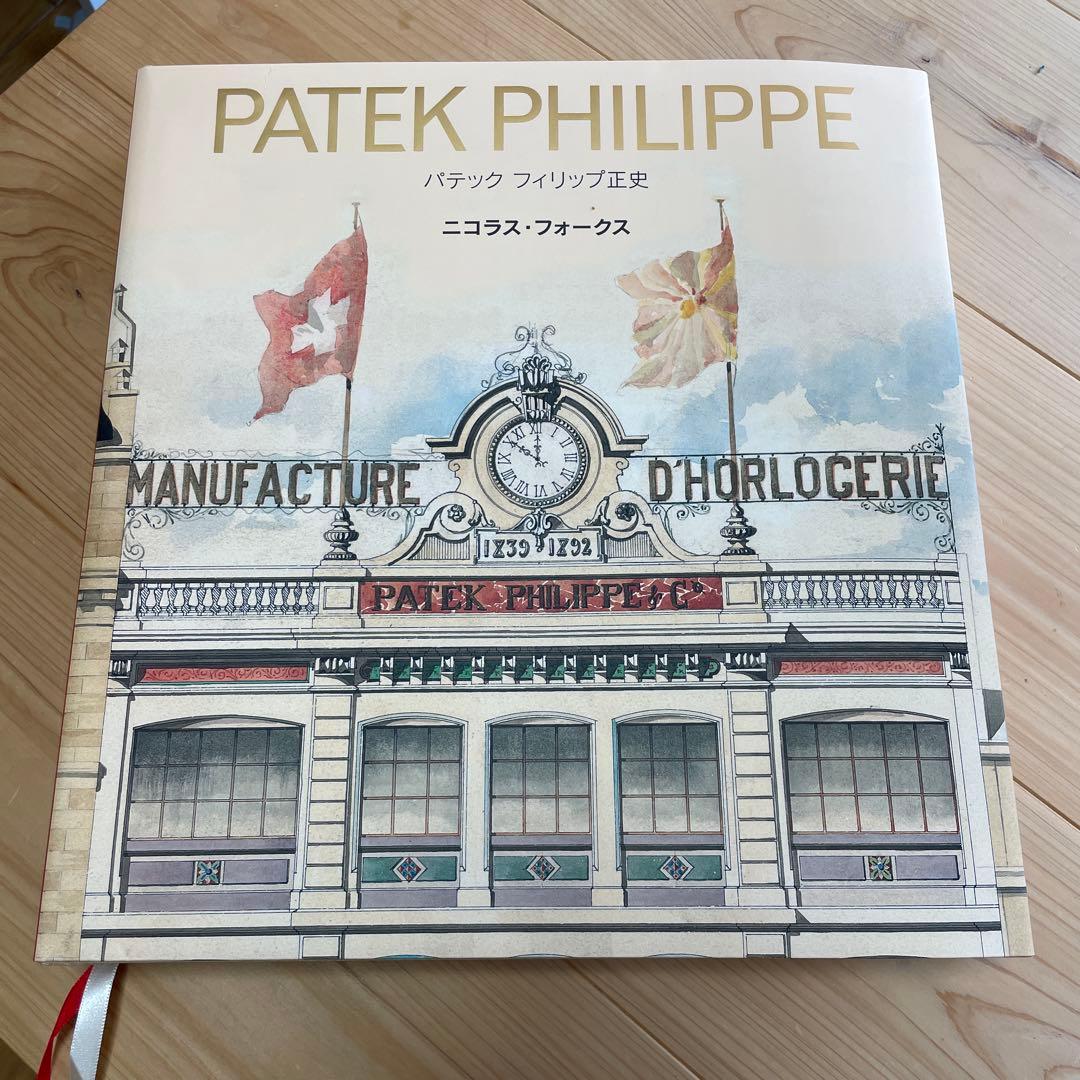 PATEK PHILIPPE
パテック フィリップ正史
ニコラス・フォークス
MANUFACTURE D'HORLOGERIE
1839 1892
PATEK PHILIPPE & Cº